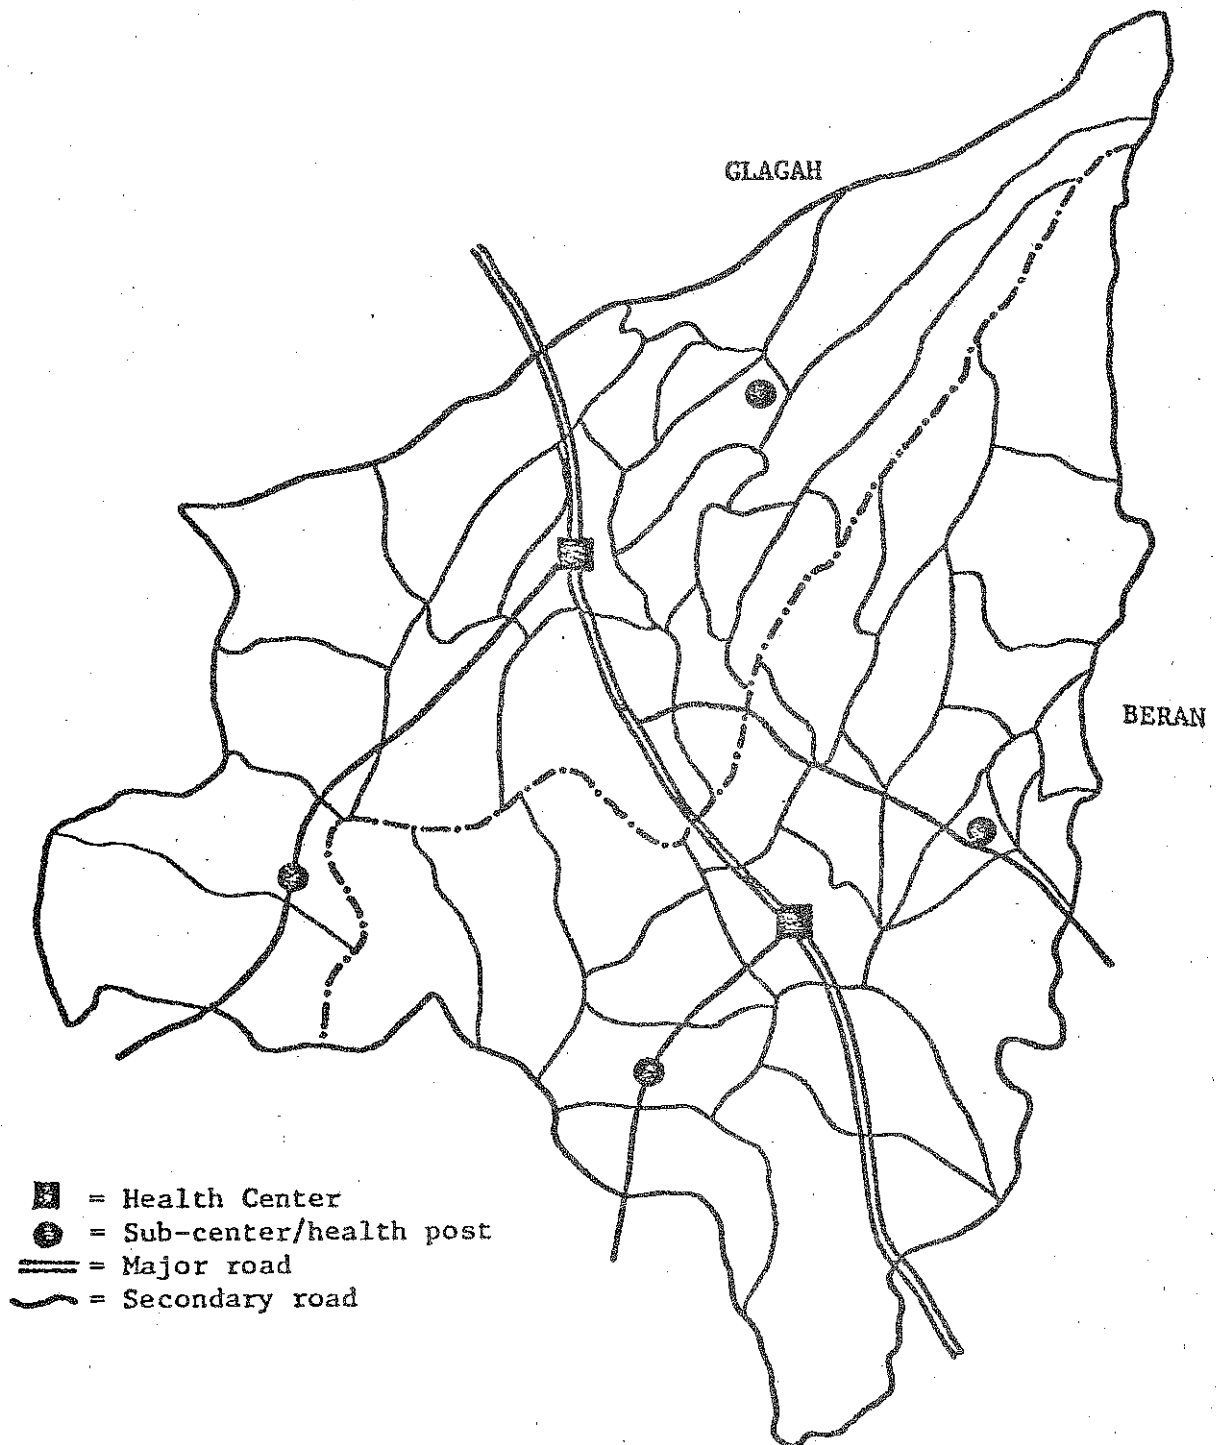 GLAGAH
BERAN
= Health Center
= Sub-center/health post
= Major road
= Secondary road